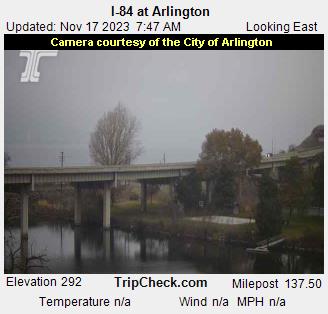 I-84 at Arlington
Updated: Nov 17 2023 7:47 AM Looking East
Camera courtesy of the City of Arlington
Elevation 292 TripCheck.com Milepost 137.50
Temperature n/a Wind n/a MPH n/a